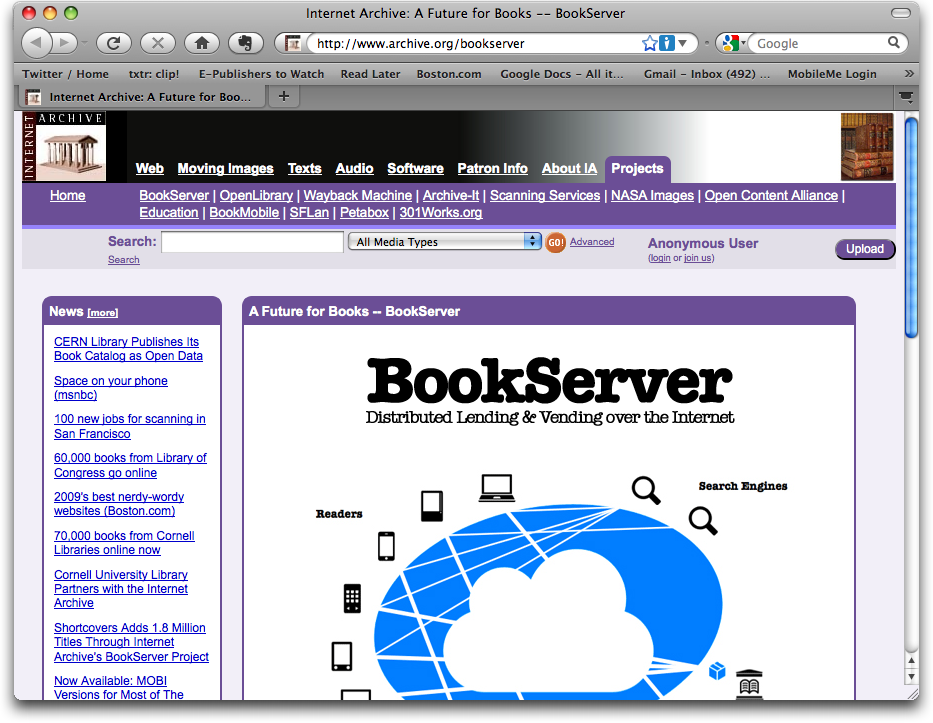 Internet Archive: A Future for Books -- BookServer
http://www.archive.org/bookserver
Google
Twitter / Home txtr: clip! E-Publishers to Watch Read Later Boston.com Google Docs - All it... Gmail - Inbox (492) ... MobileMe Login »
Internet Archive: A Future for Boo... +
INTERNET ARCHIVE
Web Moving Images Texts Audio Software Patron Info About IA Projects
Home
BookServer | OpenLibrary | Wayback Machine | Archive-It | Scanning Services | NASA Images | Open Content Alliance |
Education | BookMobile | SFLan | Petabox | 301Works.org
Search: All Media Types GO! Advanced
Search
Anonymous User
(login or join us)
Upload
News [more]
CERN Library Publishes Its
Book Catalog as Open Data
Space on your phone
(msnbc)
100 new jobs for scanning in
San Francisco
60,000 books from Library of
Congress go online
2009's best nerdy-wordy
websites (Boston.com)
70,000 books from Cornell
Libraries online now
Cornell University Library
Partners with the Internet
Archive
Shortcovers Adds 1.8 Million
Titles Through Internet
Archive's BookServer Project
Now Available: MOBI
Versions for Most of The
A Future for Books -- BookServer
BookServer
Distributed Lending & Vending over the Internet
Readers
Search Engines